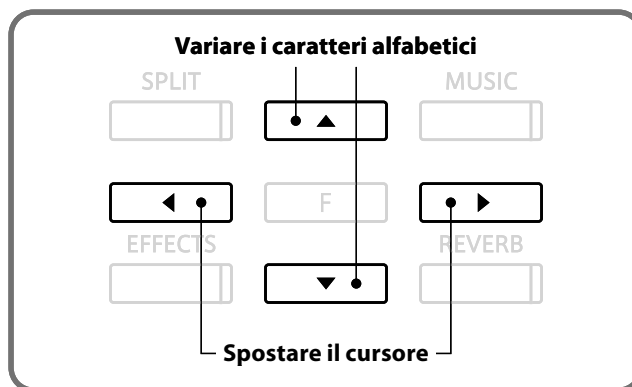 Variare i caratteri alfabetici
SPLIT
MUSIC
F
EFFECTS
REVERB
Spostare il cursore